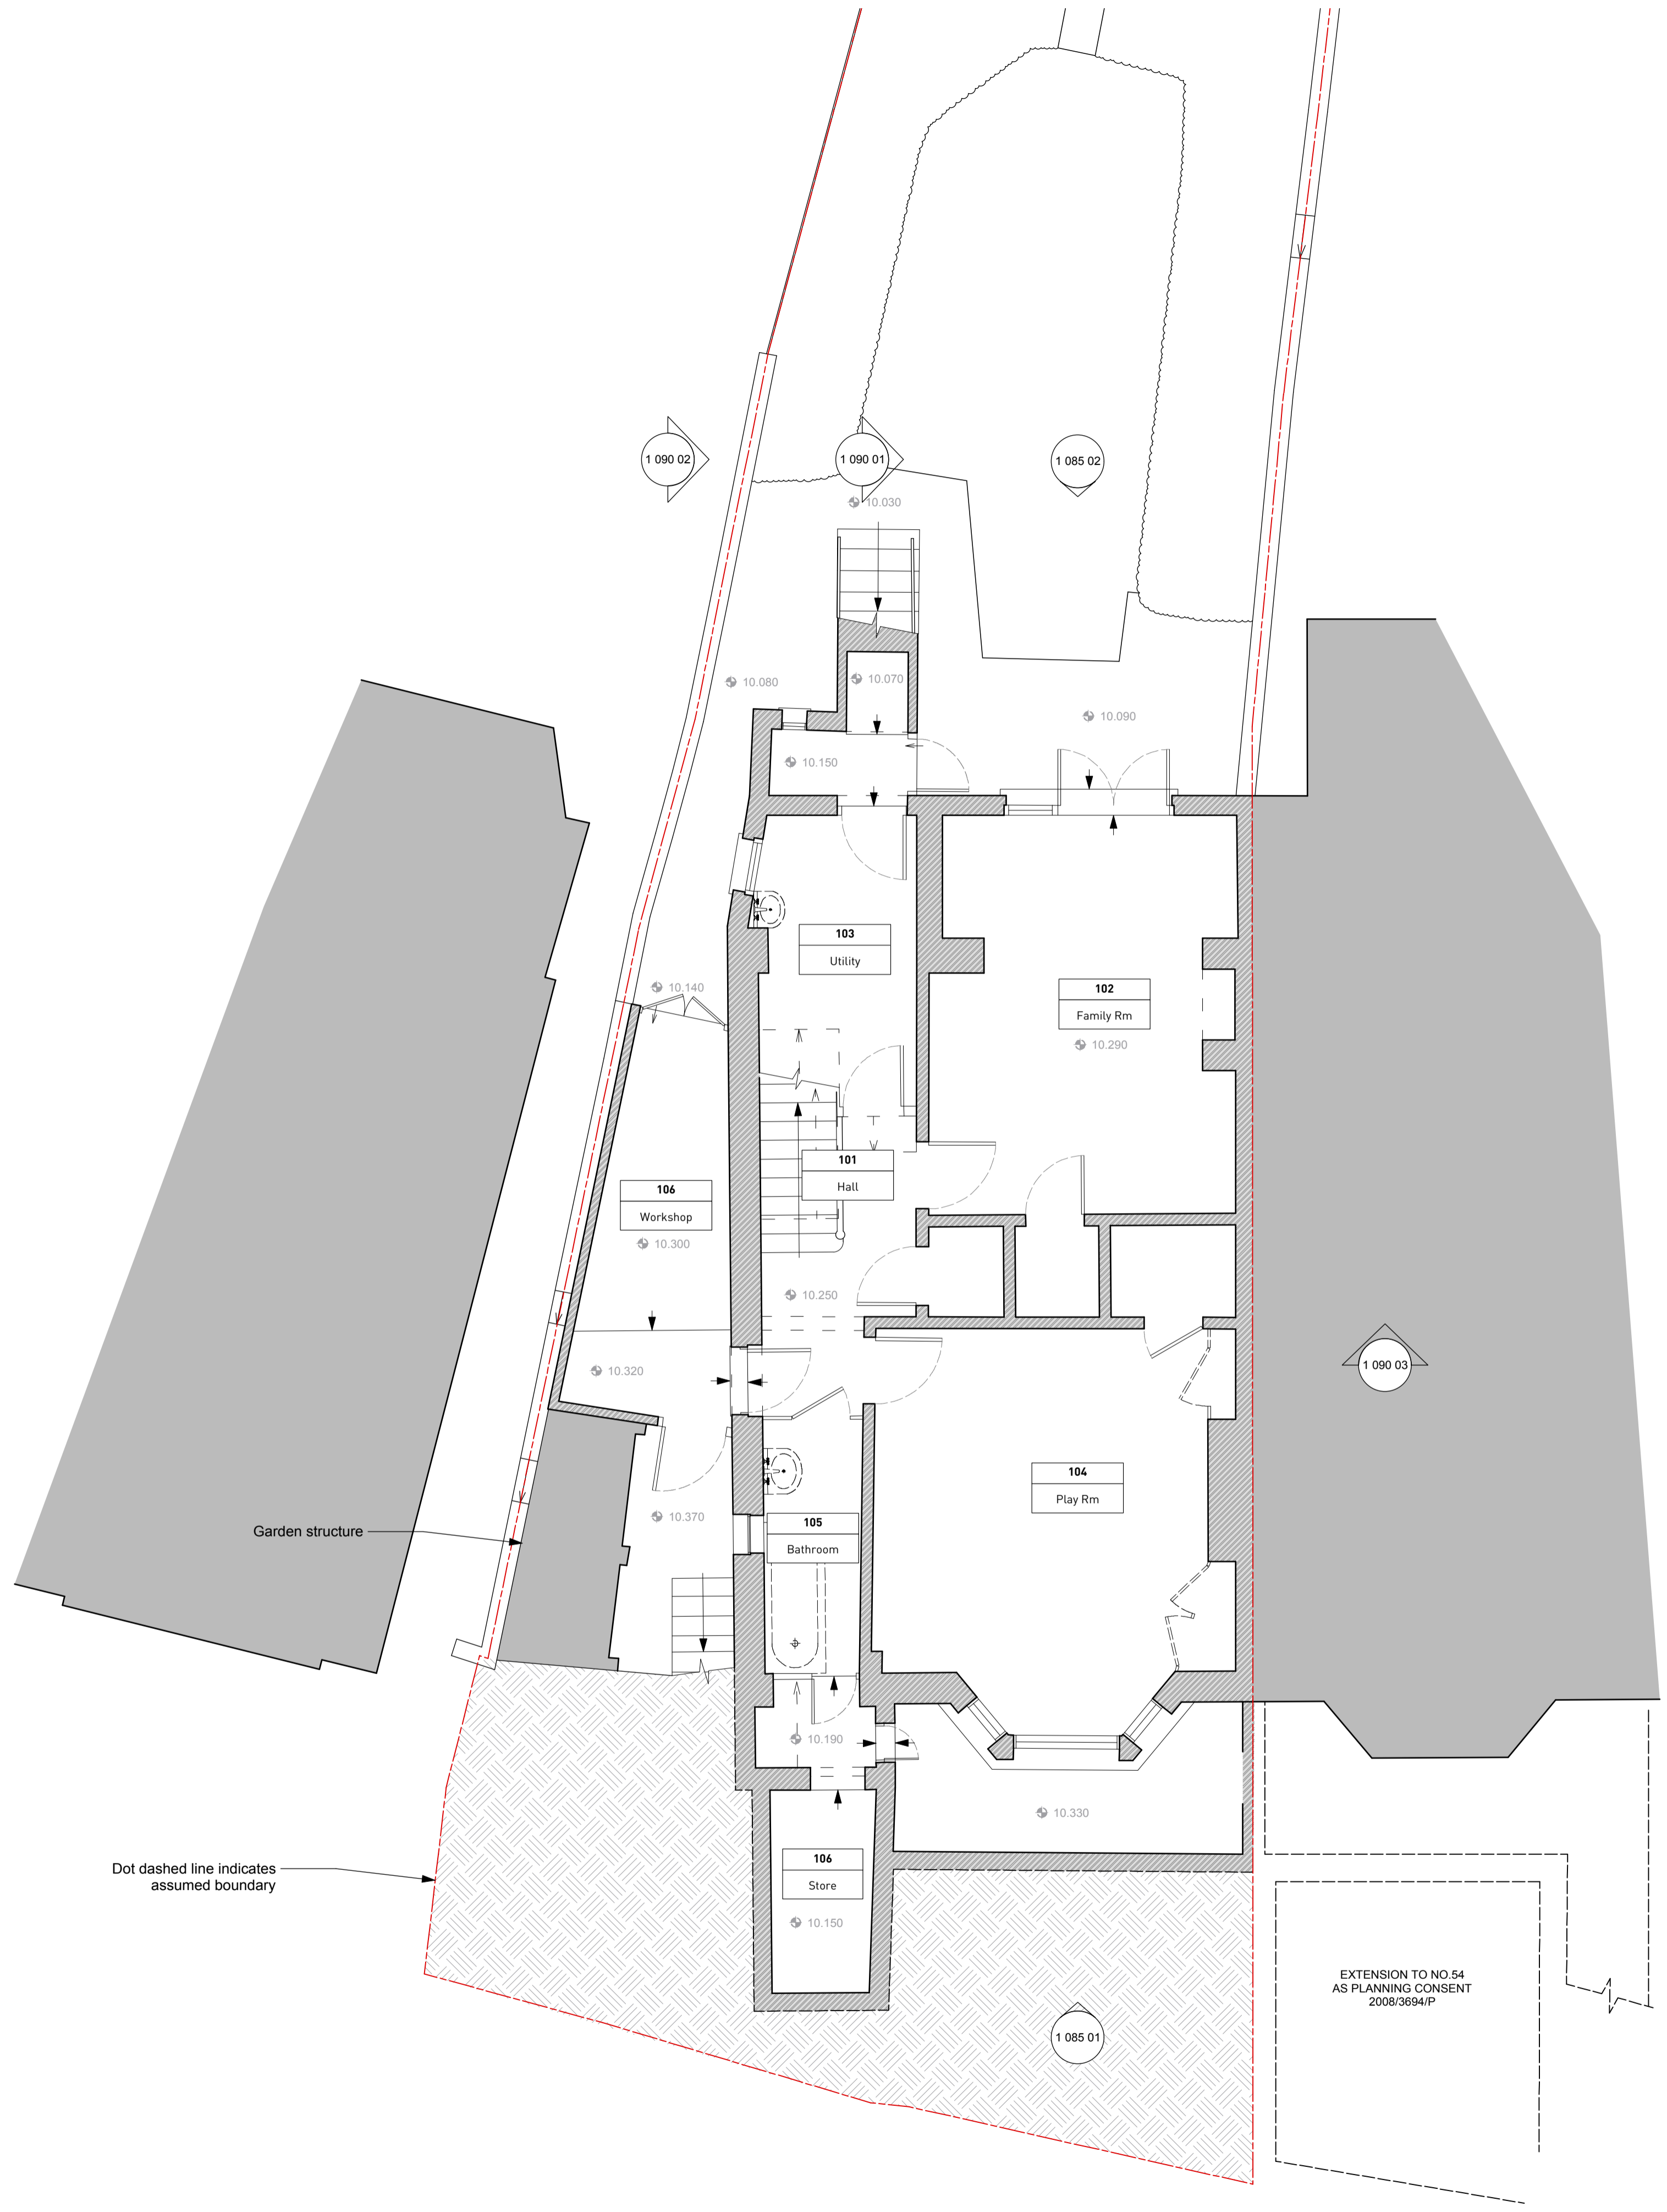 1 090 02
1 090 01
1 085 02
10.030
10.080
10.070
10.090
10.150
103
Utility
102
Family Rm
10.140
10.290
101
Hall
106
Workshop
10.300
10.250
10.320
1 090 03
104
Play Rm
10.370
105
Bathroom
Garden structure
10.190
10.330
Dot dashed line indicates
assumed boundary
106
Store
10.150
EXTENSION TO NO.54
AS PLANNING CONSENT
2008/3694/P
1 085 01